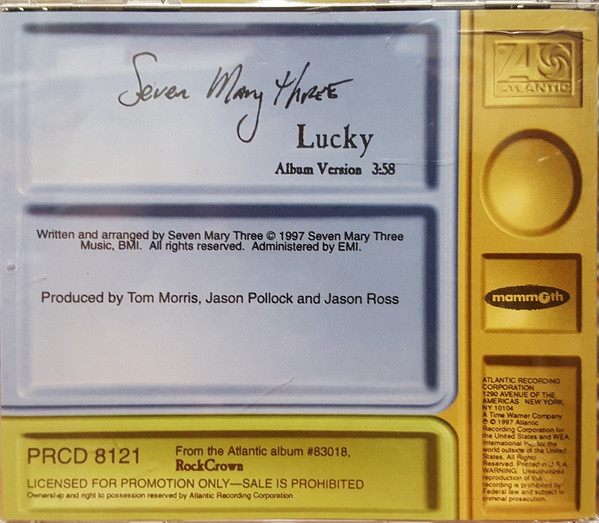 Seven Mary Three
Lucky
Album Version 3:58
ATLANTIC
Written and arranged by Seven Mary Three © 1997 Seven Mary Three
Music, BMI. All rights reserved. Administered by EMI.
Produced by Tom Morris, Jason Pollock and Jason Ross
mammoth
PRCD 8121
From the Atlantic album #83018,
RockCrown
LICENSED FOR PROMOTION ONLY—SALE IS PROHIBITED
Ownership and right to possession reserved by Atlantic Recording Corporation
ATLANTIC RECORDING
CORPORATION
1290 AVENUE OF THE
AMERICAS NEW YORK,
NY 10104
A Time Warner Company
℗ © 1997 Atlantic
Recording Corporation for
the United States and WEA
International Inc. for the
world outside of the United
States. All Rights
Reserved. Printed in U.S.A.
WARNING: Unauthorized
reproduction of this
recording is prohibited by
Federal law and subject to
criminal prosecution.